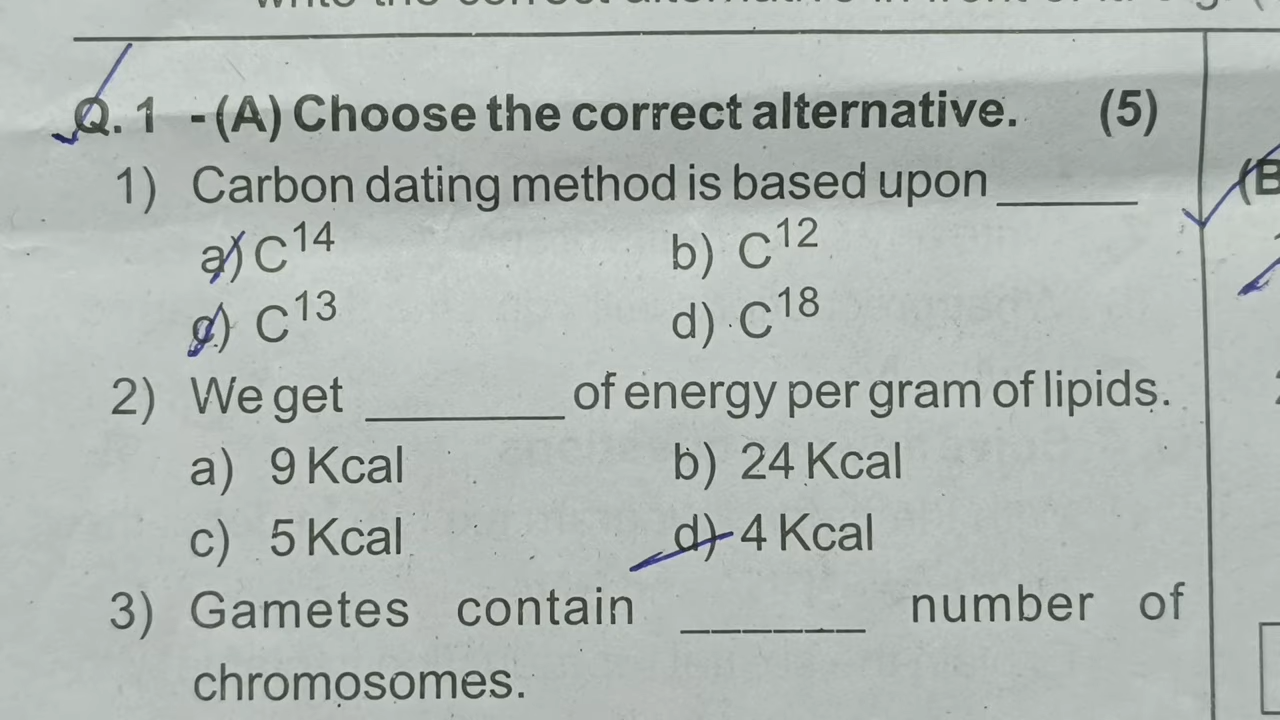 Q. 1 - (A) Choose the correct alternative. (5)
1) Carbon dating method is based upon ______
a) C¹⁴ b) C¹²
c) C¹³ d) C¹⁸
2) We get ________ of energy per gram of lipids.
a) 9 Kcal b) 24 Kcal
c) 5 Kcal d) 4 Kcal
3) Gametes contain ______ number of
chromosomes.
(B